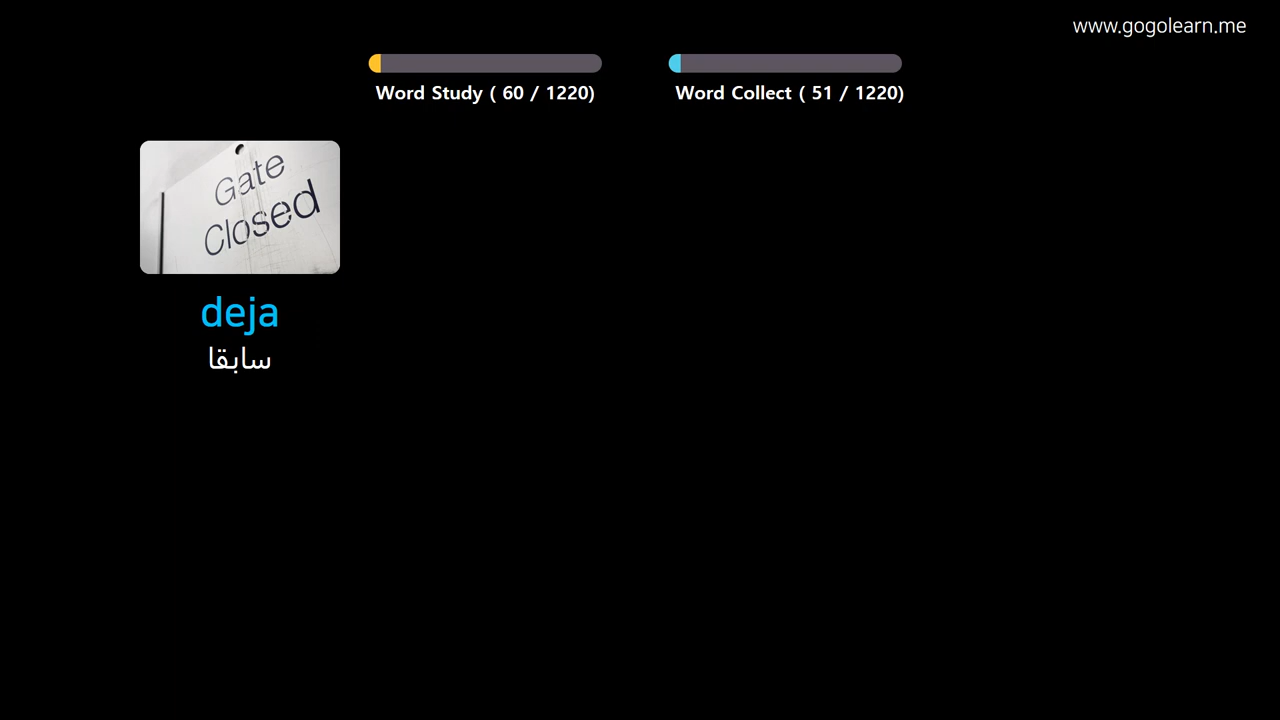 www.gogolearn.me
Word Study ( 60 / 1220)
Word Collect ( 51 / 1220)
Gate
Closed
deja
سابقا